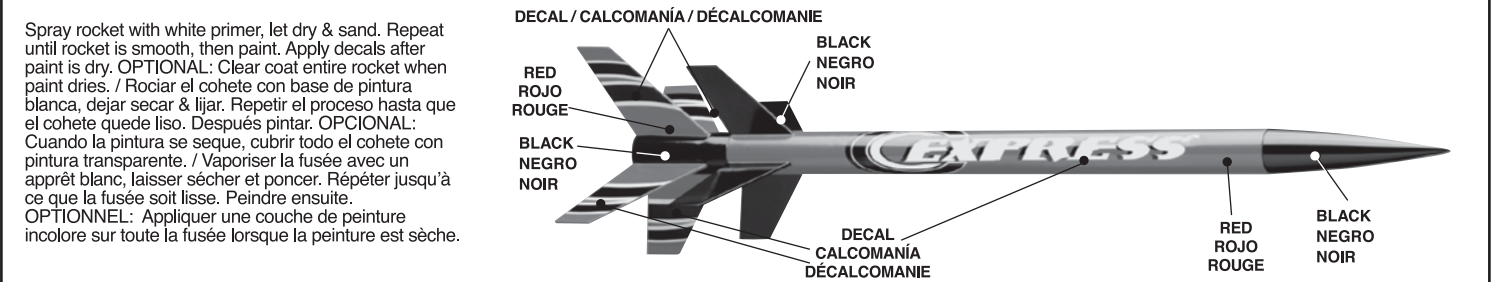 Spray rocket with white primer, let dry & sand. Repeat
until rocket is smooth, then paint. Apply decals after
paint is dry. OPTIONAL: Clear coat entire rocket when
paint dries. / Rociar el cohete con base de pintura
blanca, dejar secar & lijar. Repetir el proceso hasta que
el cohete quede liso. Después pintar. OPCIONAL:
Cuando la pintura se seque, cubrir todo el cohete con
pintura transparente. / Vaporiser la fusée avec un
apprêt blanc, laisser sécher et poncer. Répéter jusqu'à
ce que la fusée soit lisse. Peindre ensuite.
OPTIONNEL: Appliquer une couche de peinture
incolore sur toute la fusée lorsque la peinture est sèche.
DECAL / CALCOMANÍA / DÉCALCOMANIE
BLACK
NEGRO
NOIR
RED
ROJO
ROUGE
BLACK
NEGRO
NOIR
EXPRESS
DECAL
CALCOMANÍA
DÉCALCOMANIE
RED
ROJO
ROUGE
BLACK
NEGRO
NOIR